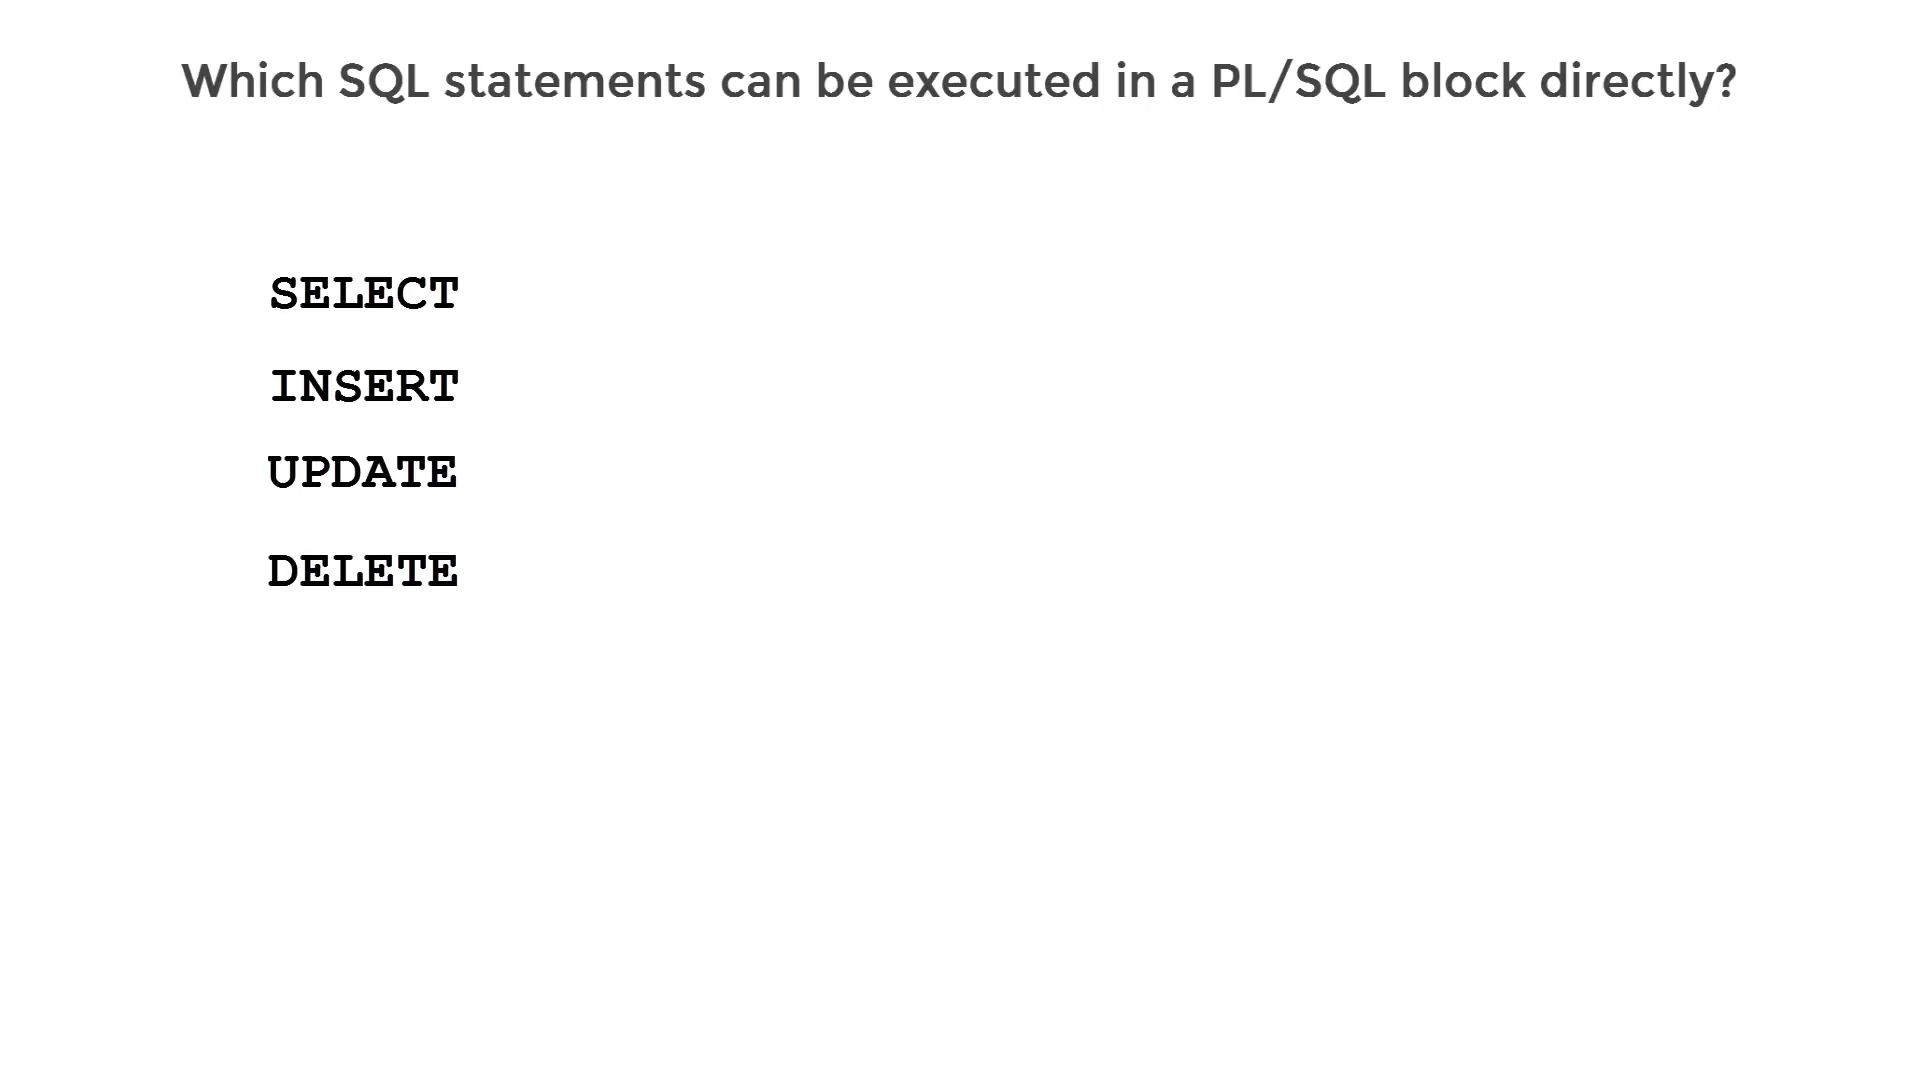 Which SQL statements can be executed in a PL/SQL block directly?
SELECT
INSERT
UPDATE
DELETE